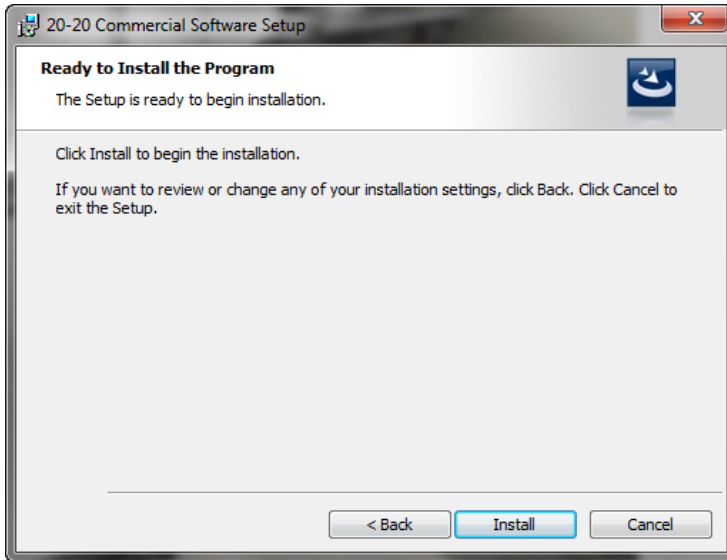 20-20 Commercial Software Setup
Ready to Install the Program
The Setup is ready to begin installation.
Click Install to begin the installation.
If you want to review or change any of your installation settings, click Back. Click Cancel to
exit the Setup.
< Back
Install
Cancel